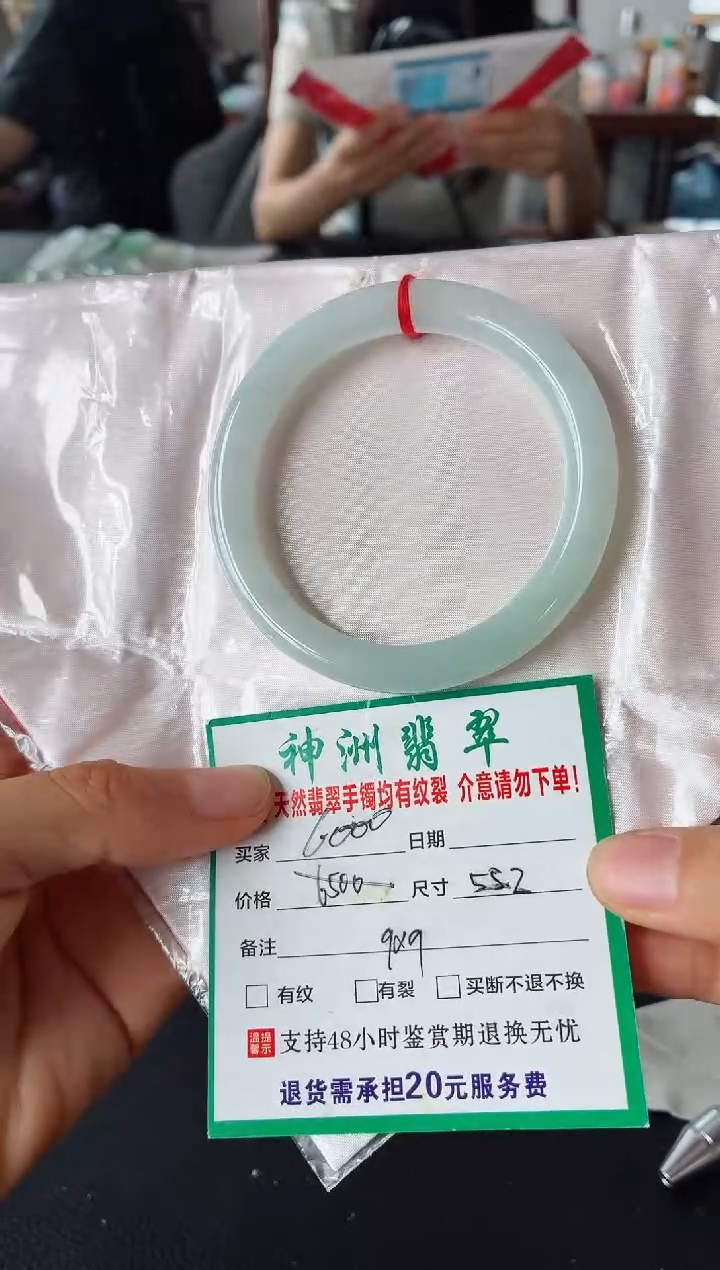 神洲翡翠
天然翡翠手镯均有纹裂 介意请勿下单!
买家 6000 日期
价格 6500 尺寸 55.2
备注 9x9
有纹 有裂 买断不退不换
温馨提示 支持48小时鉴赏期退换无忧
退货需承担20元服务费